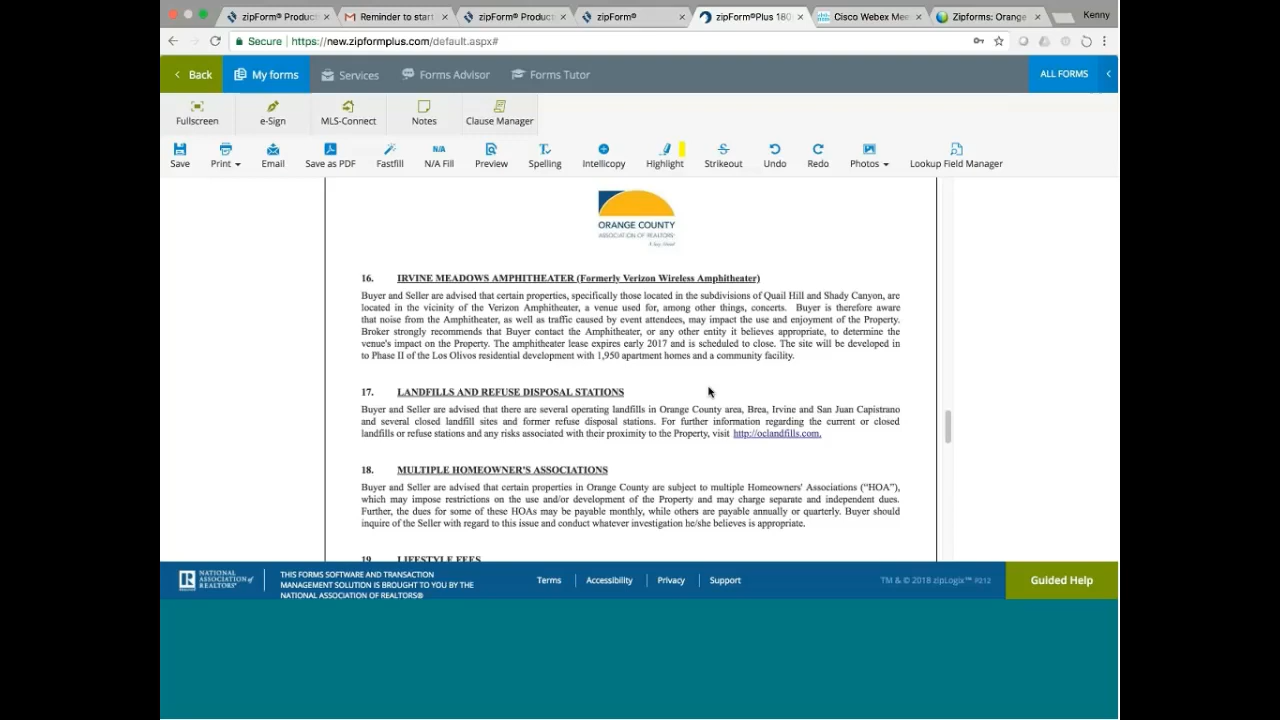 zipForm® Produc
Reminder to start
zipForm® Produc
zipForm®
zipForm®Plus 180
Cisco Webex Mee
Zipforms: Orange
Kenny
Secure
https://new.zipformplus.com/default.aspx#
Back
My forms
Services
Forms Advisor
Forms Tutor
ALL FORMS
Fullscreen
e-Sign
MLS-Connect
Notes
Clause Manager
Save
Print
Email
Save as PDF
Fastfill
N/A
N/A Fill
Preview
Spelling
Intellicopy
Highlight
Strikeout
Undo
Redo
Photos
Lookup Field Manager
ORANGE COUNTY
ASSOCIATION OF REALTORS®
16. IRVINE MEADOWS AMPHITHEATER (Formerly Verizon Wireless Amphitheater)
Buyer and Seller are advised that certain properties, specifically those located in the subdivisions of Quail Hill and Shady Canyon, are
located in the vicinity of the Verizon Amphitheater, a venue used for, among other things, concerts. Buyer is therefore aware
that noise from the Amphitheater, as well as traffic caused by event attendees, may impact the use and enjoyment of the Property.
Broker strongly recommends that Buyer contact the Amphitheater, or any other entity it believes appropriate, to determine the
venue's impact on the Property. The amphitheater lease expires early 2017 and is scheduled to close. The site will be developed in
to Phase II of the Los Olivos residential development with 1,950 apartment homes and a community facility.
17. LANDFILLS AND REFUSE DISPOSAL STATIONS
Buyer and Seller are advised that there are several operating landfills in Orange County area, Brea, Irvine and San Juan Capistrano
and several closed landfill sites and former refuse disposal stations. For further information regarding the current or closed
landfills or refuse stations and any risks associated with their proximity to the Property, visit http://oclandfills.com.
18. MULTIPLE HOMEOWNER'S ASSOCIATIONS
Buyer and Seller are advised that certain properties in Orange County are subject to multiple Homeowners' Associations (“HOA”),
which may impose restrictions on the use and/or development of the Property and may charge separate and independent dues.
Further, the dues for some of these HOAs may be payable monthly, while others are payable annually or quarterly. Buyer should
inquire of the Seller with regard to this issue and conduct whatever investigation he/she believes is appropriate.
19. LIFESTYLE FEES
NATIONAL
ASSOCIATION of
REALTORS®
THIS FORMS SOFTWARE AND TRANSACTION
MANAGEMENT SOLUTION IS BROUGHT TO YOU BY THE
NATIONAL ASSOCIATION OF REALTORS®
Terms
Accessibility
Privacy
Support
TM & © 2018 zipLogix™ P212
Guided Help